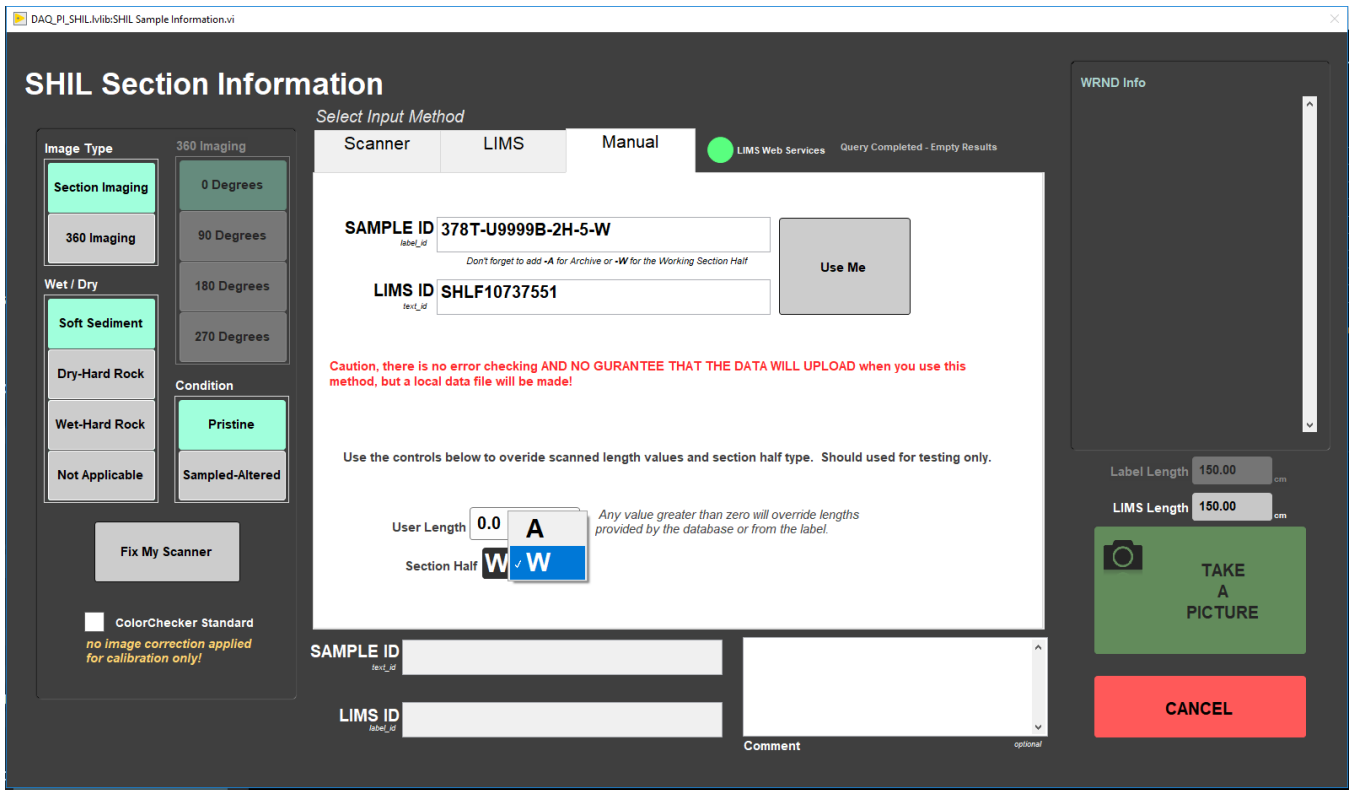 DAQ_PI_SHIL.lvlib:SHIL Sample Information.vi
SHIL Section Information
Select Input Method
Scanner
LIMS
Manual
LIMS Web Services
Query Completed - Empty Results
Image Type
Section Imaging
360 Imaging
360 Imaging
0 Degrees
90 Degrees
180 Degrees
270 Degrees
Wet / Dry
Soft Sediment
Dry-Hard Rock
Wet-Hard Rock
Not Applicable
Condition
Pristine
Sampled-Altered
Fix My Scanner
ColorChecker Standard
no image correction applied
for calibration only!
SAMPLE ID
label_id
378T-U9999B-2H-5-W
Don't forget to add -A for Archive or -W for the Working Section Half
LIMS ID
text_id
SHLF10737551
Use Me
Caution, there is no error checking AND NO GURANTEE THAT THE DATA WILL UPLOAD when you use this
method, but a local data file will be made!
Use the controls below to overide scanned length values and section half type. Should used for testing only.
User Length
0.0
Any value greater than zero will override lengths
provided by the database or from the label.
Section Half
W
A
✓ W
SAMPLE ID
text_id
LIMS ID
label_id
Comment
optional
WRND Info
Label Length
150.00
cm
LIMS Length
150.00
cm
TAKE
A
PICTURE
CANCEL